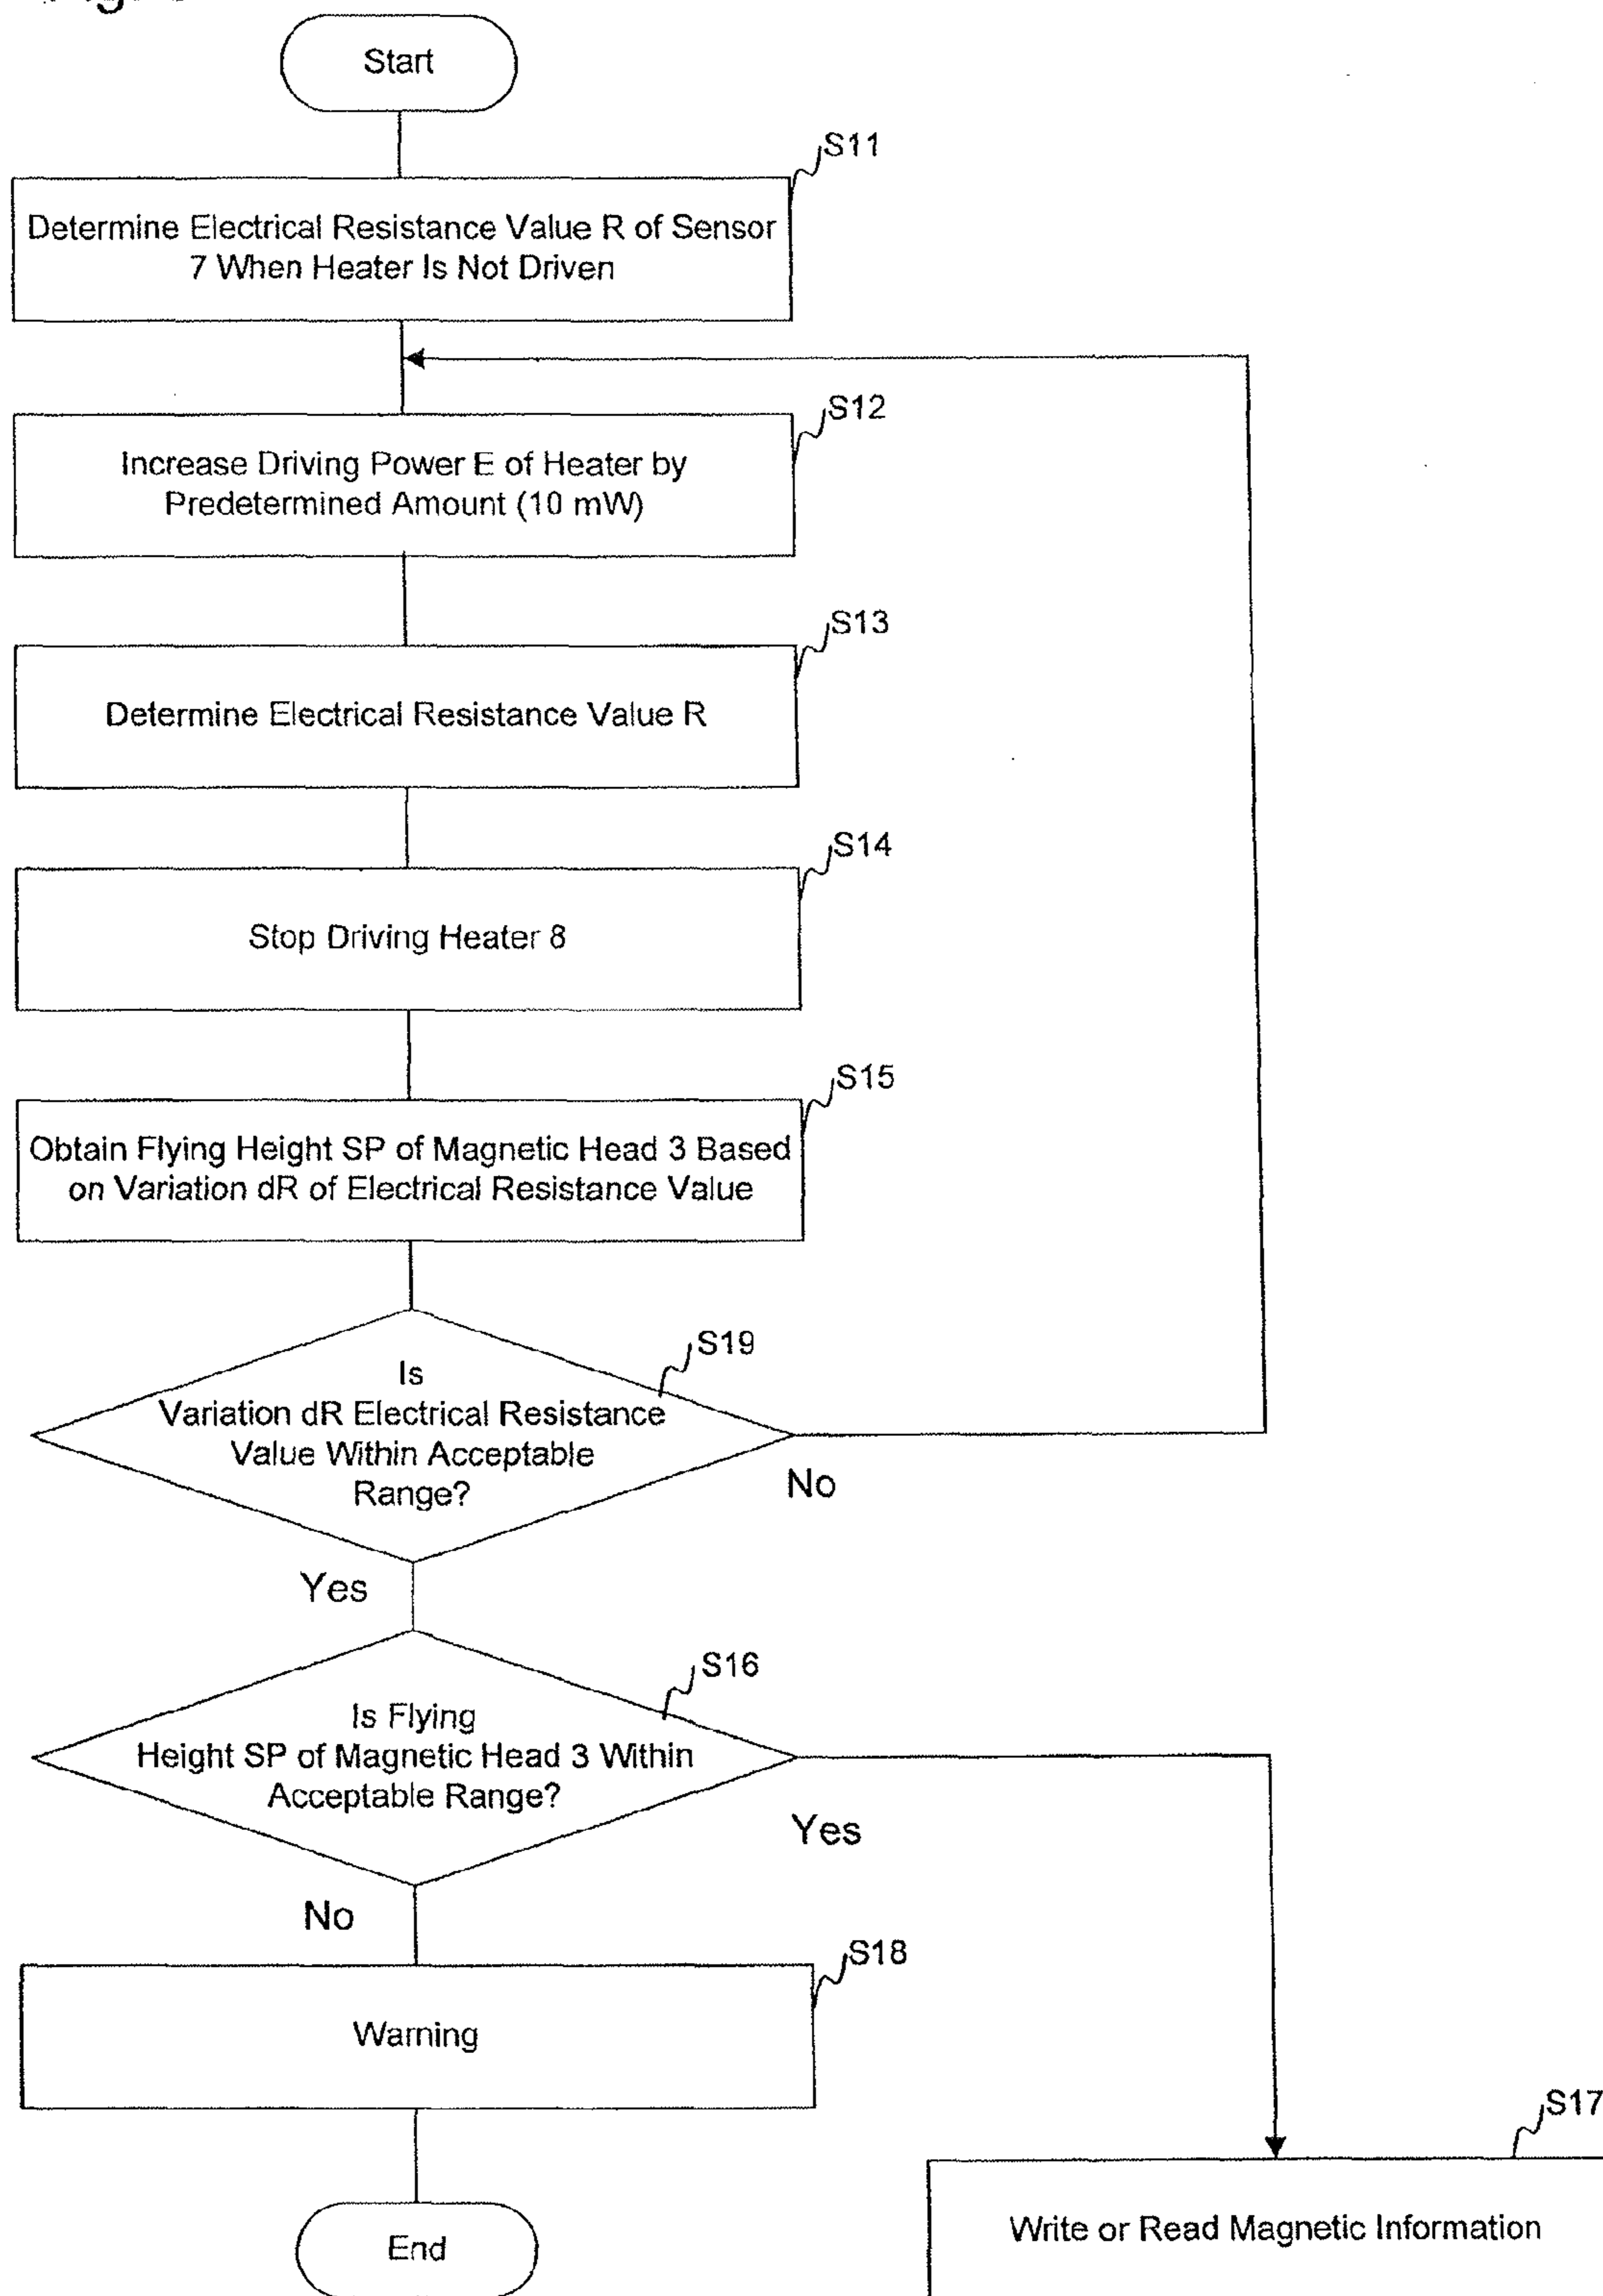 Start
S11
Determine Electrical Resistance Value R of Sensor
7 When Heater Is Not Driven
S12
Increase Driving Power E of Heater by
Predetermined Amount (10 mW)
S13
Determine Electrical Resistance Value R
S14
Stop Driving Heater 8
S15
Obtain Flying Height SP of Magnetic Head 3 Based
on Variation dR of Electrical Resistance Value
S19
Is
Variation dR Electrical Resistance
Value Within Acceptable
Range?
No
Yes
S16
Is Flying
Height SP of Magnetic Head 3 Within
Acceptable Range?
Yes
No
S18
Warning
S17
Write or Read Magnetic Information
End